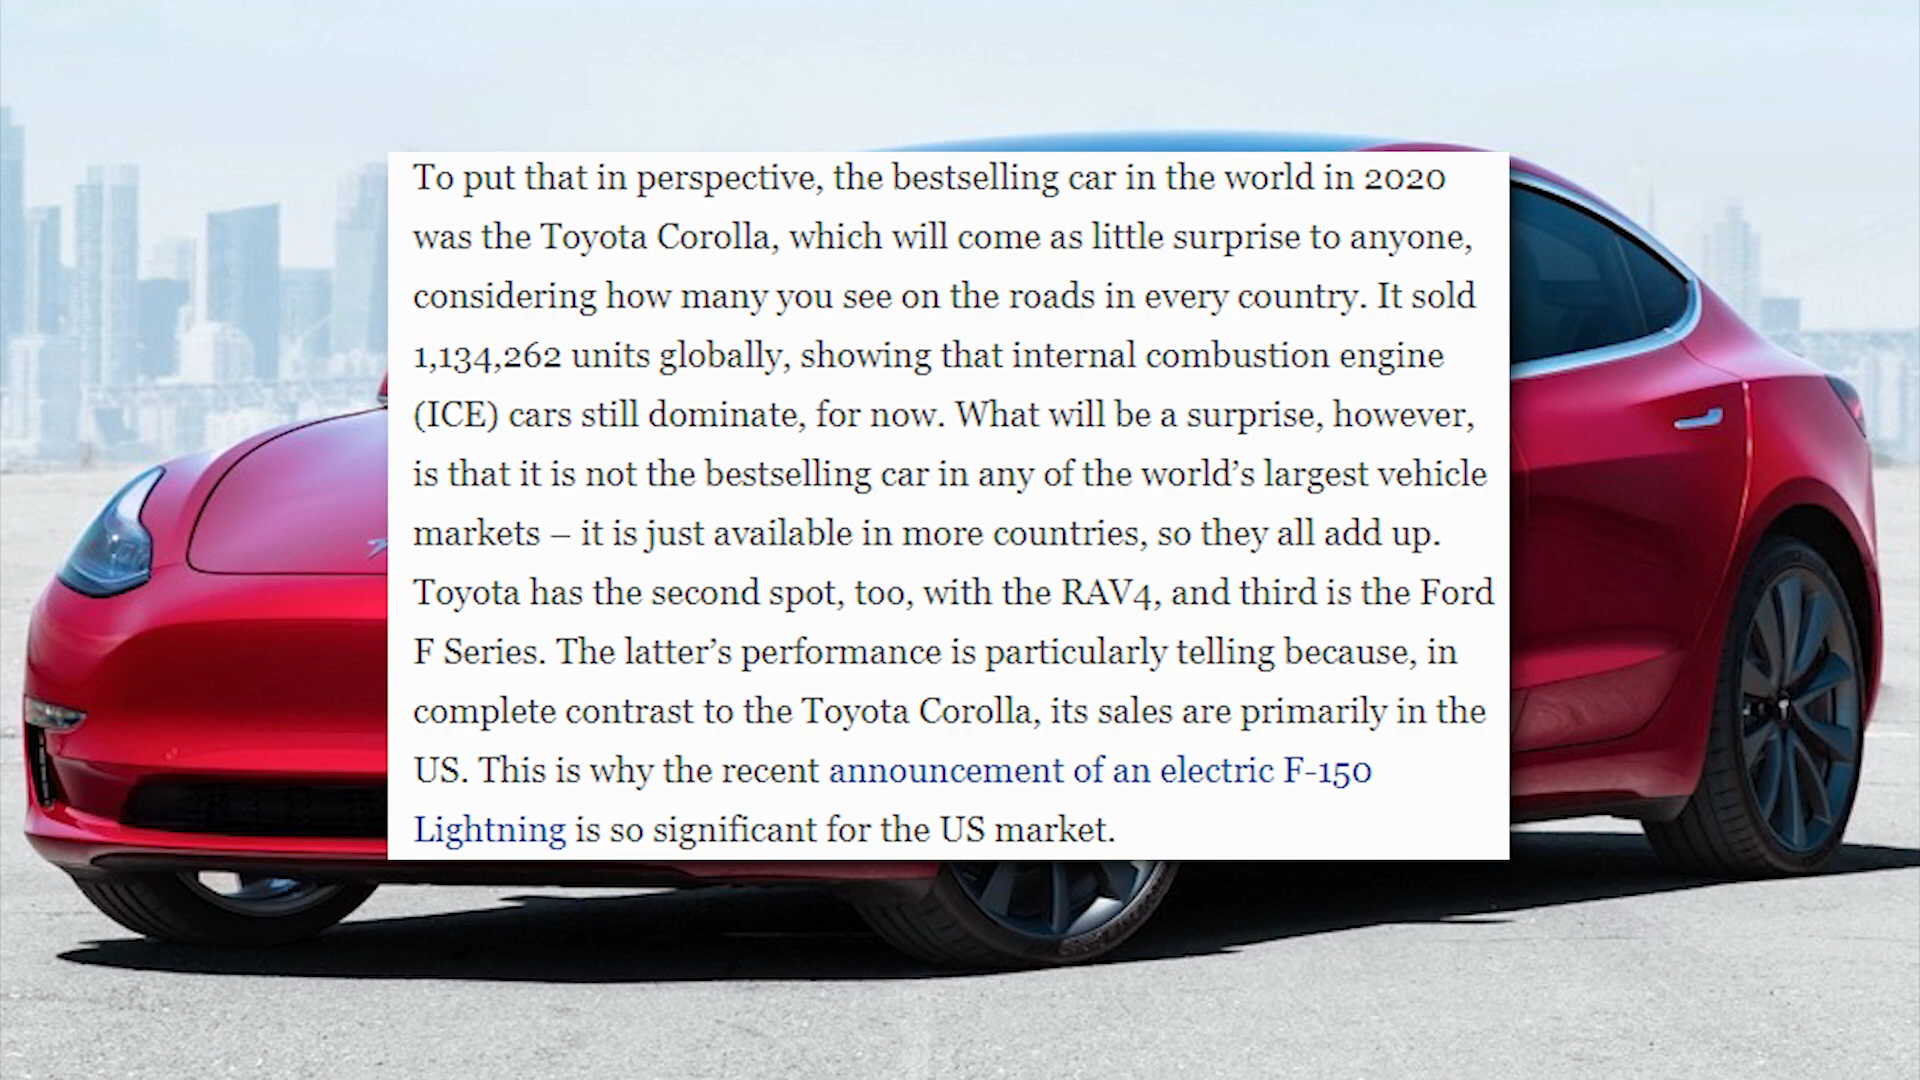 To put that in perspective, the bestselling car in the world in 2020
was the Toyota Corolla, which will come as little surprise to anyone,
considering how many you see on the roads in every country. It sold
1,134,262 units globally, showing that internal combustion engine
(ICE) cars still dominate, for now. What will be a surprise, however,
is that it is not the bestselling car in any of the world’s largest vehicle
markets – it is just available in more countries, so they all add up.
Toyota has the second spot, too, with the RAV4, and third is the Ford
F Series. The latter’s performance is particularly telling because, in
complete contrast to the Toyota Corolla, its sales are primarily in the
US. This is why the recent announcement of an electric F-150
Lightning is so significant for the US market.